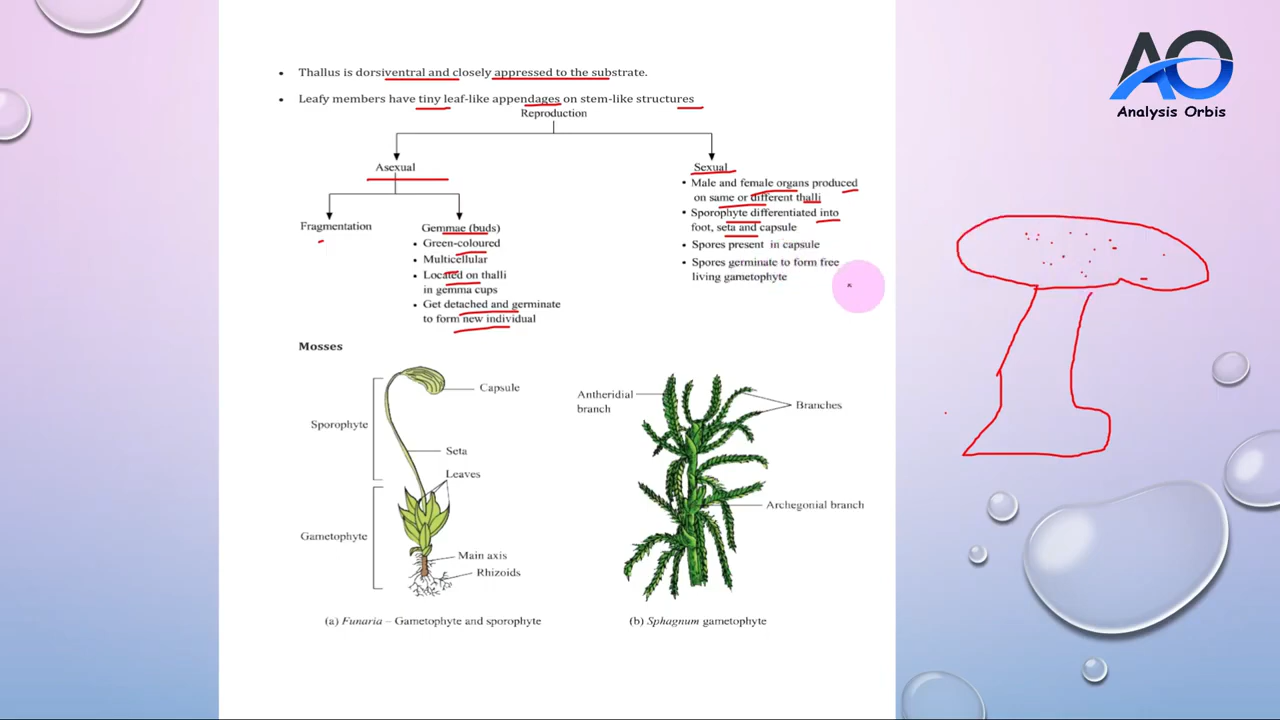 AO
Analysis Orbis
• Thallus is dorsiventral and closely appressed to the substrate.
• Leafy members have tiny leaf-like appendages on stem-like structures
Reproduction
Asexual
Fragmentation
Gemmae (buds)
• Green-coloured
• Multicellular
• Located on thalli
in gemma cups
• Get detached and germinate
to form new individual
Sexual
• Male and female organs produced
on same or different thalli
• Sporophyte differentiated into
foot, seta and capsule
• Spores present in capsule
• Spores germinate to form free
living gametophyte
Mosses
Capsule
Sporophyte
Seta
Leaves
Gametophyte
Main axis
Rhizoids
(a) Funaria – Gametophyte and sporophyte
Antheridial
branch
Branches
Archegonial branch
(b) Sphagnum gametophyte